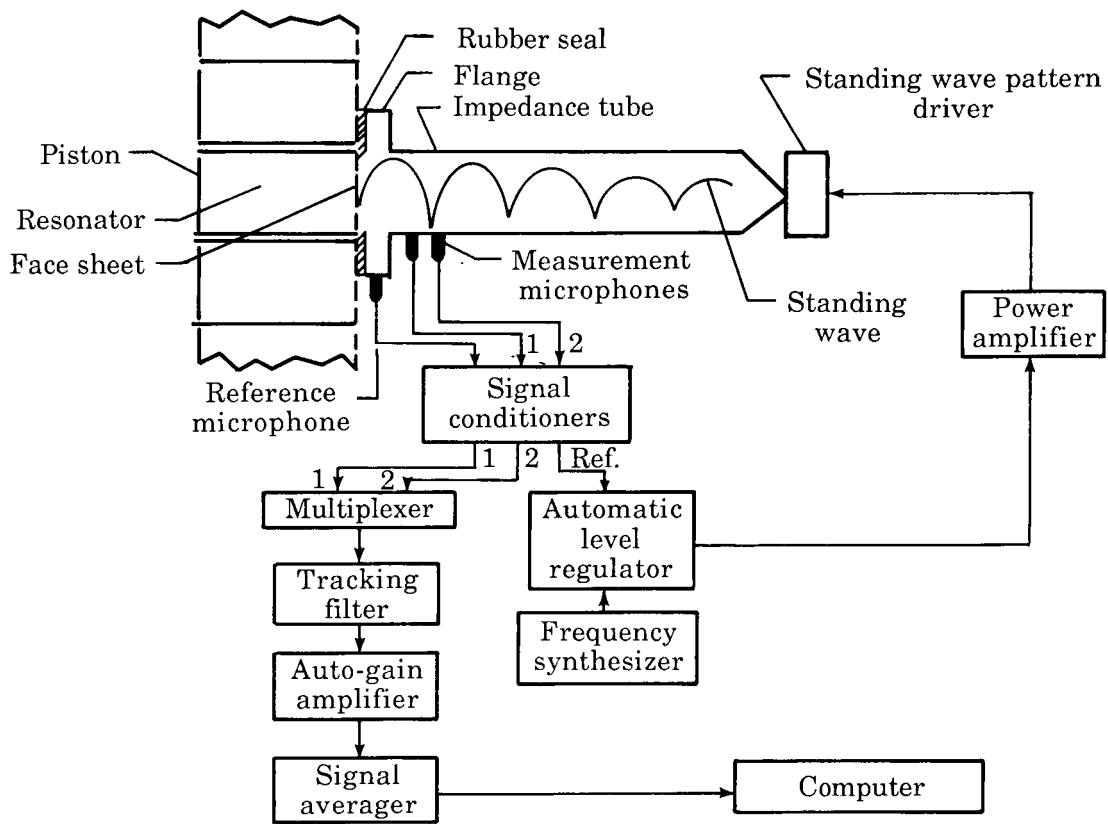 Rubber seal
Flange
Impedance tube
Standing wave pattern
driver
Piston
Resonator
Face sheet
Measurement
microphones
Standing
wave
Power
amplifier
Reference
microphone
1
2
Signal
conditioners
1
2
Ref.
1
2
Multiplexer
Automatic
level
regulator
Tracking
filter
Frequency
synthesizer
Auto-gain
amplifier
Signal
averager
Computer